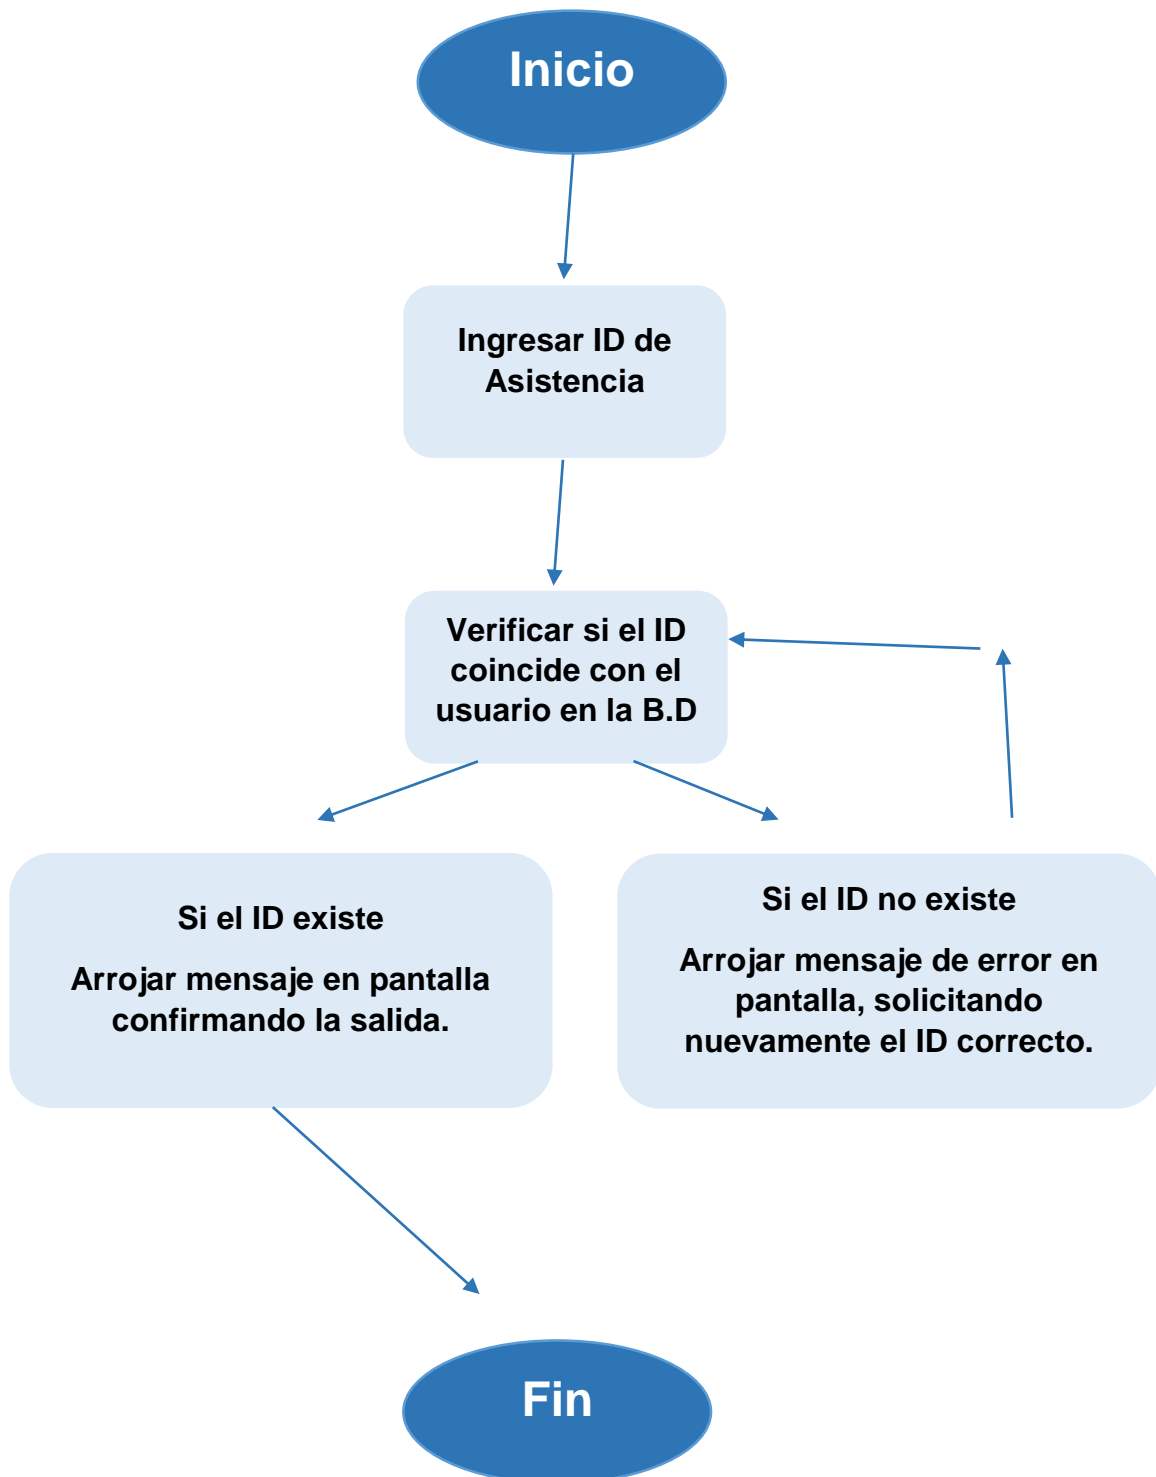 Inicio
Ingresar ID de
Asistencia
Verificar si el ID
coincide con el
usuario en la B.D
Si el ID existe
Arrojar mensaje en pantalla
confirmando la salida.
Si el ID no existe
Arrojar mensaje de error en
pantalla, solicitando
nuevamente el ID correcto.
Fin